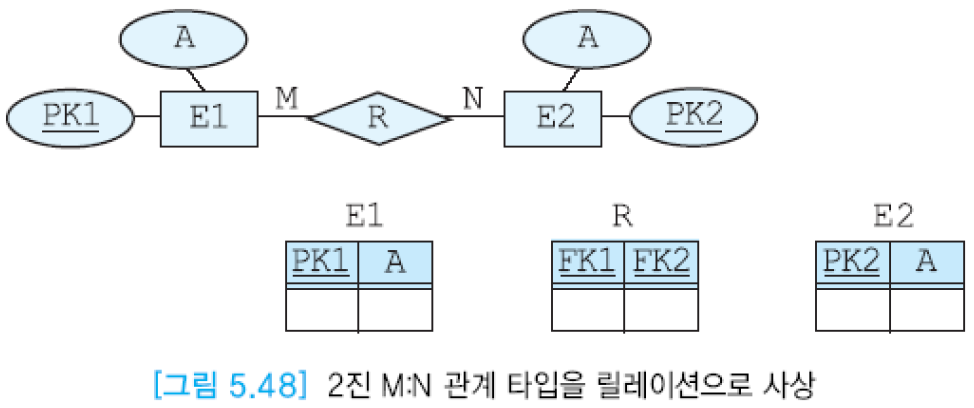 A A
PK1 E1 M R N E2 PK2
E1 R E2
PK1 A FK1 FK2 PK2 A
[그림 5.48] 2진 M:N 관계 타입을 릴레이션으로 사상